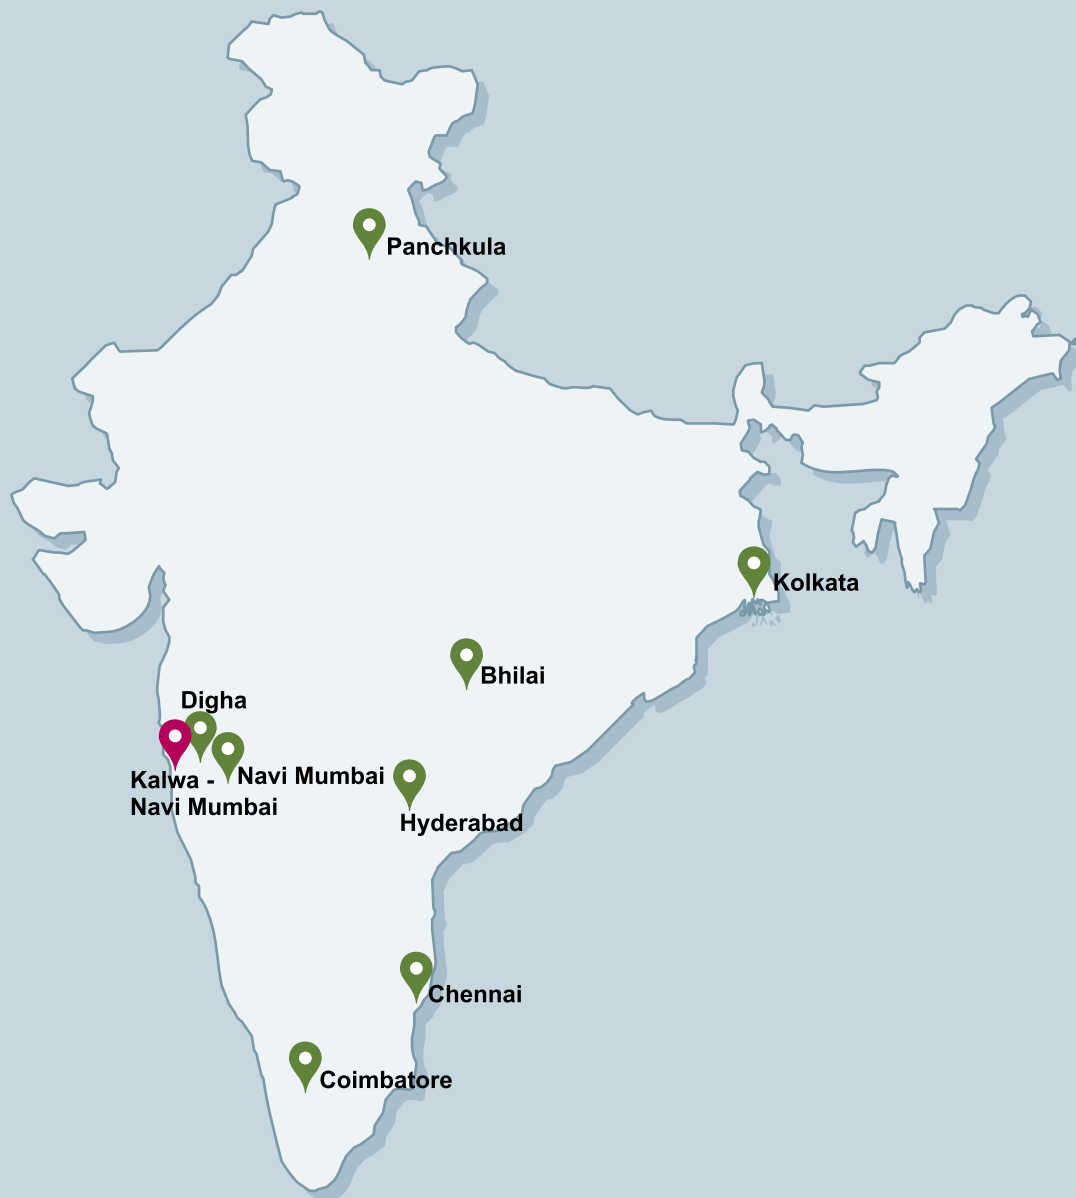 Panchkula
Kolkata
Bhilai
Digha
Navi Mumbai
Kalwa -
Navi Mumbai
Hyderabad
Chennai
Coimbatore